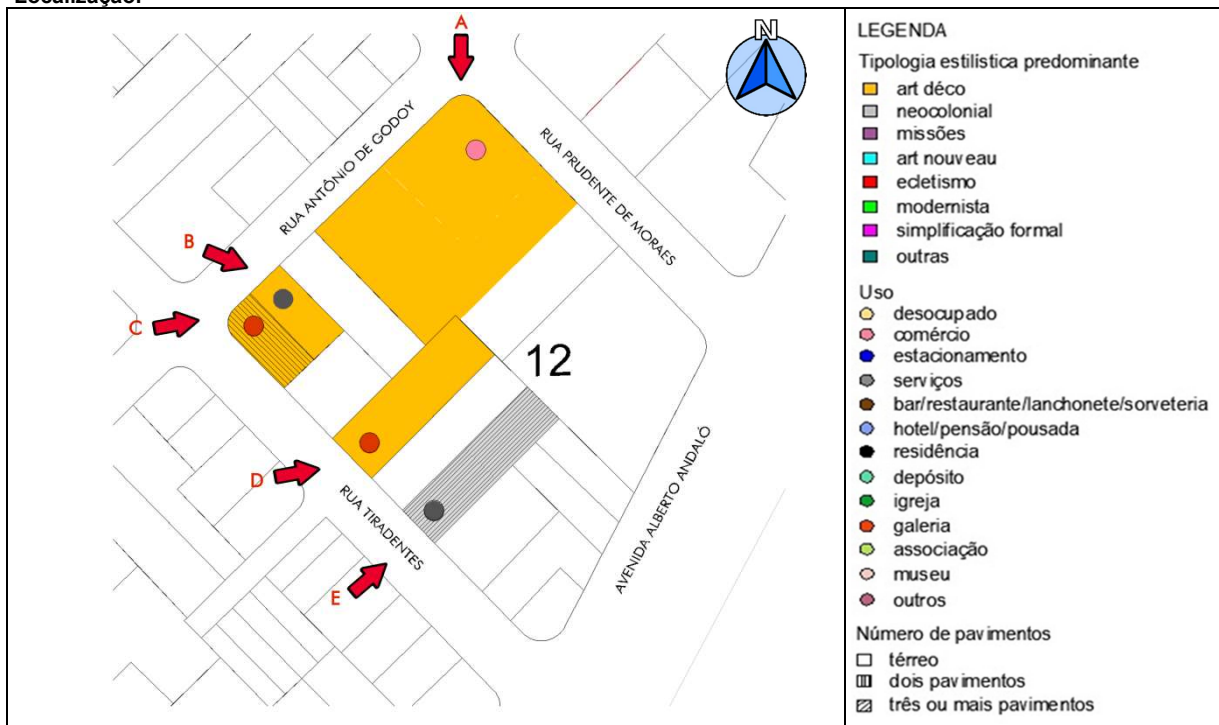 Localização:
A
N
RUA ANTÔNIO DE GODOY
RUA PRUDENTE DE MORAES
B
C
12
D
RUA TIRADENTES
AVENIDA ALBERTO ANDALÓ
E
LEGENDA
Tipologia estilística predominante
art déco
neocolonial
missões
art nouveau
ecletismo
modernista
simplificação formal
outras
Uso
desocupado
comércio
estacionamento
serviços
bar/restaurante/lanchonete/sorveteria
hotel/pensão/pousada
residência
depósito
igreja
galeria
associação
museu
outros
Número de pavimentos
térreo
dois pavimentos
três ou mais pavimentos